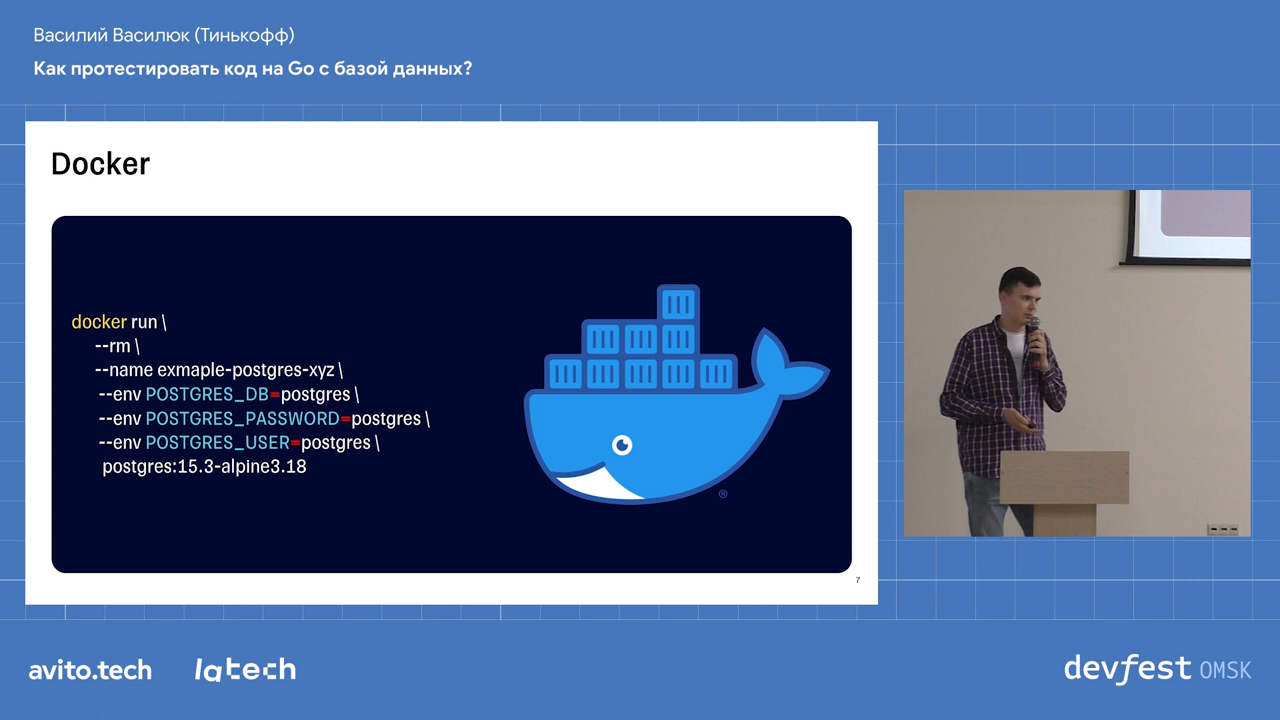 Василий Василюк (Тинькофф)
Как протестировать код на Go с базой данных?
Docker
docker run \
--rm \
--name exmaple-postgres-xyz \
--env POSTGRES_DB=postgres \
--env POSTGRES_PASSWORD=postgres \
--env POSTGRES_USER=postgres \
postgres:15.3-alpine3.18
®
7
avito.tech
latech
devfest OMSK